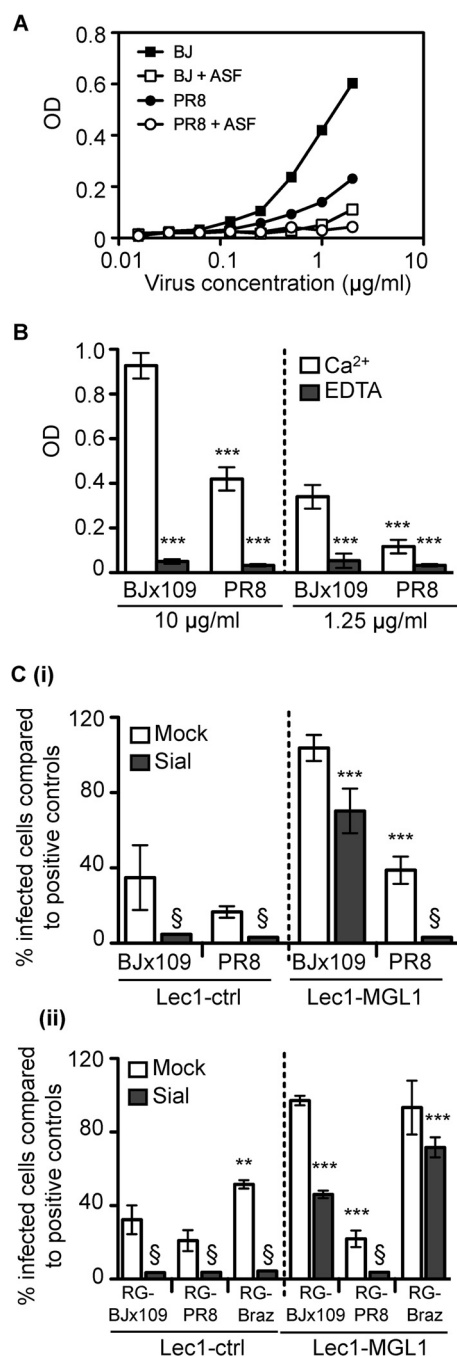 A
0.8
0.6
0.4
0.2
0
OD
BJ
BJ + ASF
PR8
PR8 + ASF
0.01
0.1
1
10
Virus concentration (µg/ml)
B
1.0
0.8
0.6
0.4
0.2
0
OD
Ca2+
EDTA
***
***
***
***
***
***
BJx109
PR8
BJx109
PR8
10 µg/ml
1.25 µg/ml
C (i)
% infected cells compared
to positive controls
120
80
40
0
Mock
Sial
§
§
***
***
§
BJx109
PR8
BJx109
PR8
Lec1-ctrl
Lec1-MGL1
(ii)
% infected cells compared
to positive controls
120
80
40
0
Mock
Sial
§
§
**
§
***
***
§
***
RG-
BJx109
RG-
PR8
RG-
Braz
RG-
BJx109
RG-
PR8
RG-
Braz
Lec1-ctrl
Lec1-MGL1